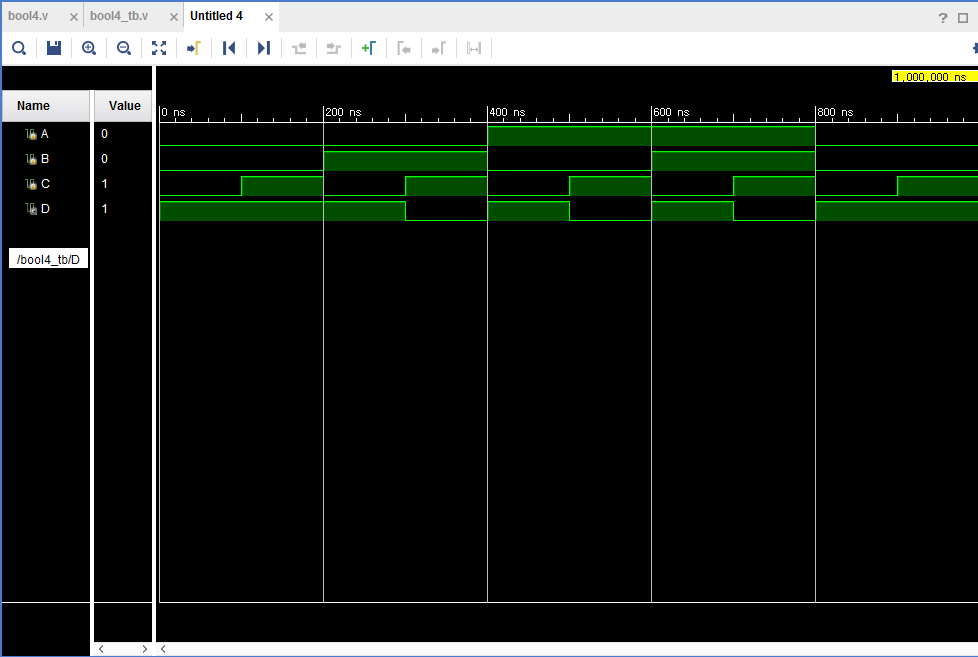 bool4.v × bool4_tb.v × Untitled 4 ×
?
1,000,000 ns
Name Value
0 ns 200 ns 400 ns 600 ns 800 ns
A 0
B 0
C 1
D 1
/bool4_tb/D